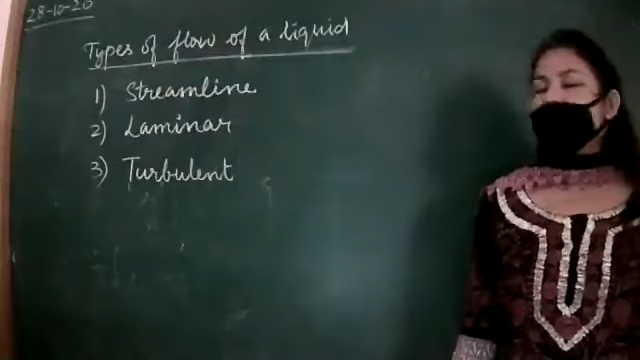 28-10-20
Types of flow of a liquid
1) Streamline
2) Laminar
3) Turbulent